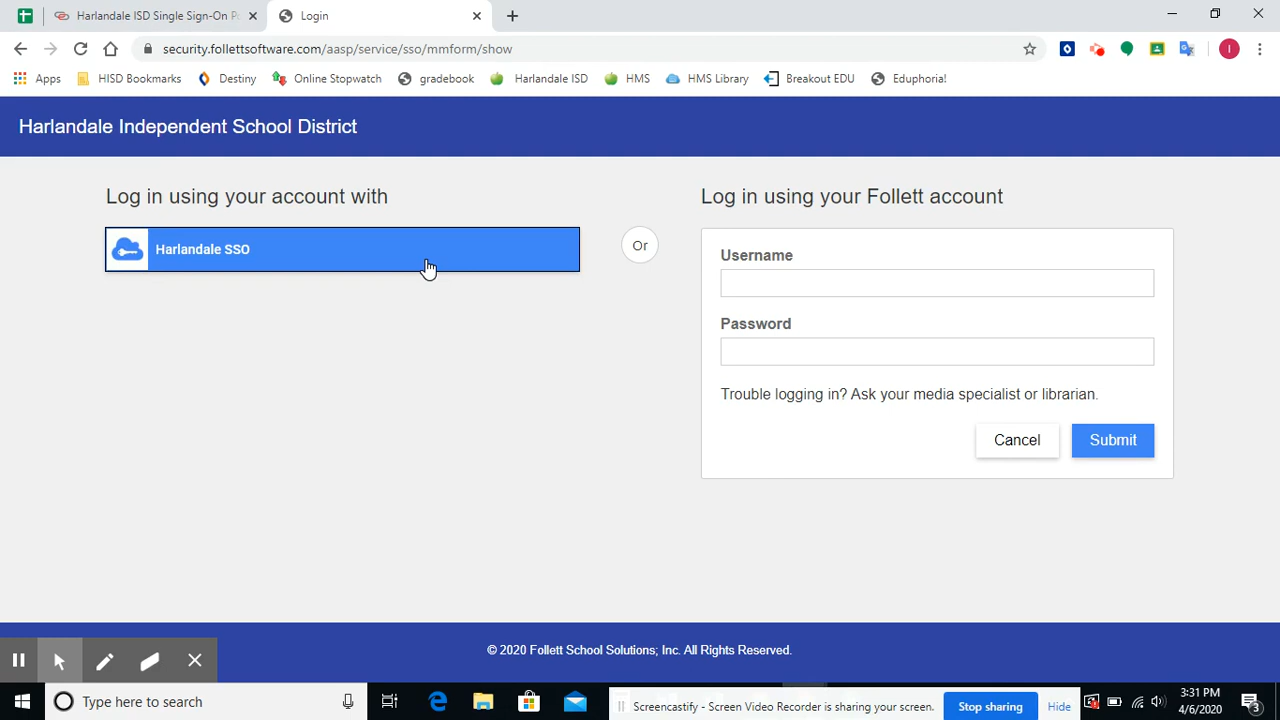 Harlandale ISD Single Sign-On P
Login
security.follettsoftware.com/aasp/service/sso/mmform/show
Apps
HISD Bookmarks
Destiny
Online Stopwatch
gradebook
Harlandale ISD
HMS
HMS Library
Breakout EDU
Eduphoria!
Harlandale Independent School District
Log in using your account with
Harlandale SSO
Or
Log in using your Follett account
Username
Password
Trouble logging in? Ask your media specialist or librarian.
Cancel
Submit
© 2020 Follett School Solutions; Inc. All Rights Reserved.
Type here to search
Screencastify - Screen Video Recorder is sharing your screen.
Stop sharing
Hide
3:31 PM
4/6/2020
3